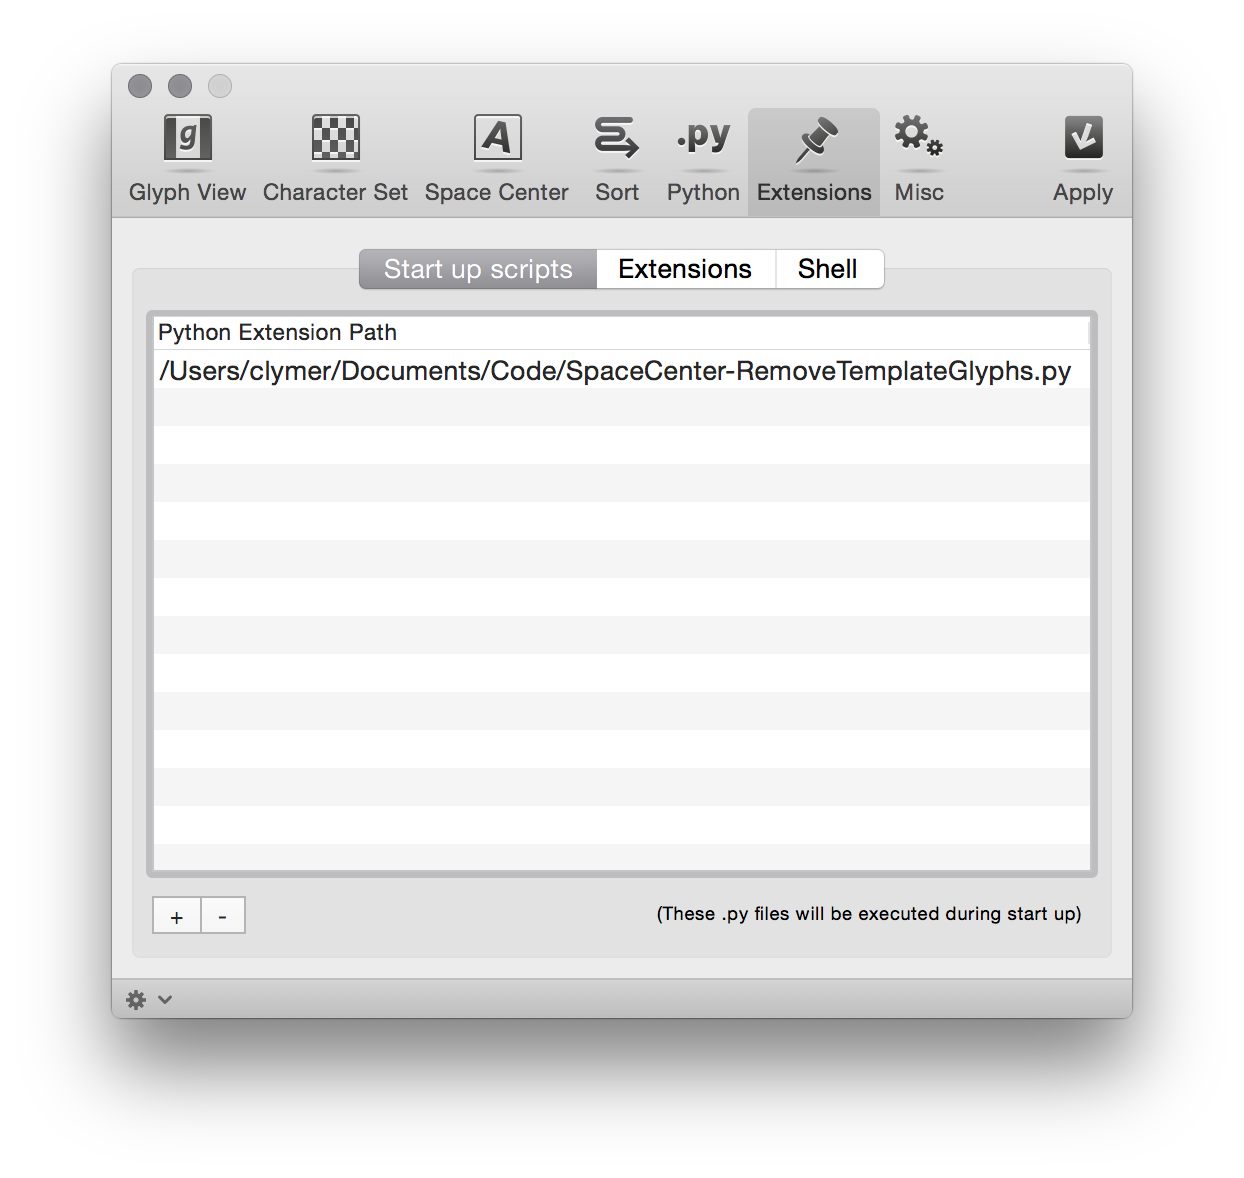 g A .py
Glyph View Character Set Space Center Sort Python Extensions Misc Apply
Start up scripts Extensions Shell
Python Extension Path
/Users/clymer/Documents/Code/SpaceCenter-RemoveTemplateGlyphs.py
+ - (These .py files will be executed during start up)